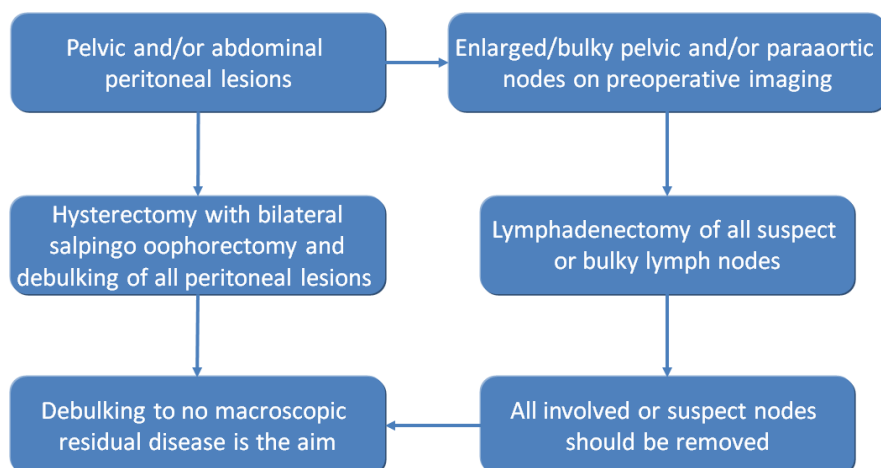 Pelvic and/or abdominal
peritoneal lesions
Enlarged/bulky pelvic and/or paraaortic
nodes on preoperative imaging
Hysterectomy with bilateral
salpingo oophorectomy and
debulking of all peritoneal lesions
Lymphadenectomy of all suspect
or bulky lymph nodes
Debulking to no macroscopic
residual disease is the aim
All involved or suspect nodes
should be removed